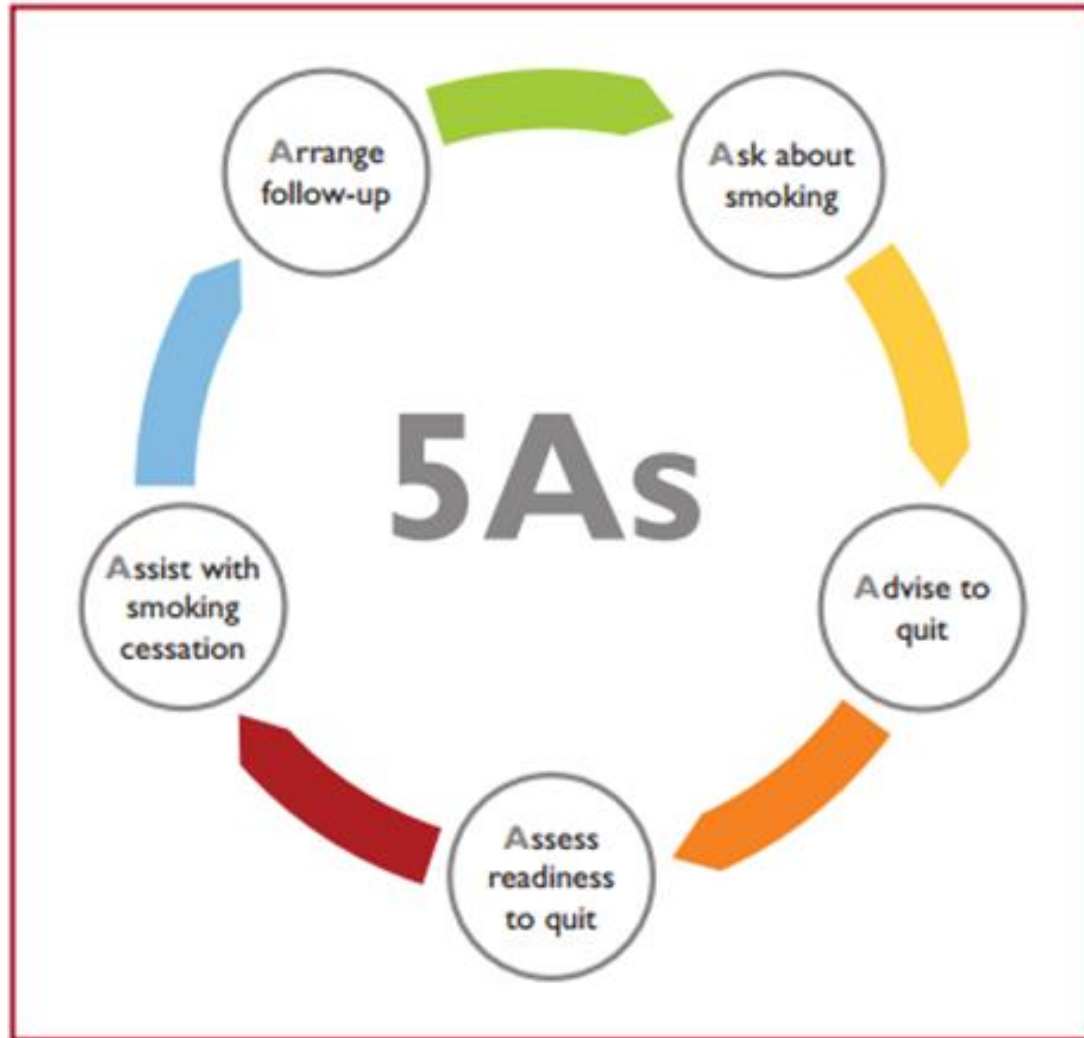 Arrange
follow-up
Ask about
smoking
5As
Assist with
smoking
cessation
Advise to
quit
Assess
readiness
to quit